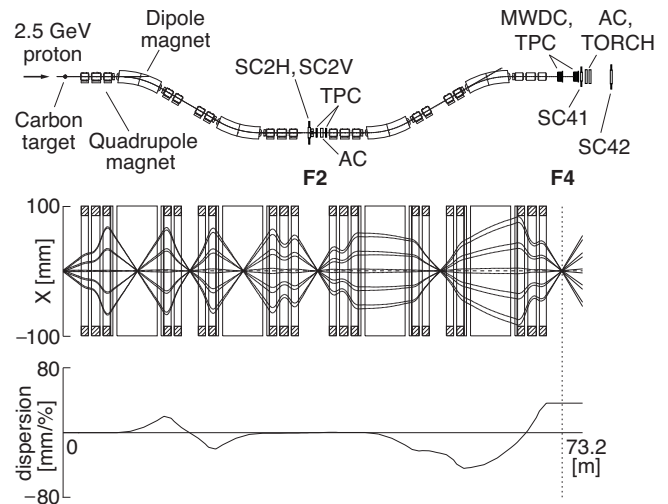 2.5 GeV
proton
Dipole
magnet
SC2H, SC2V
TPC
MWDC,
TPC
AC,
TORCH
Carbon
target
Quadrupole
magnet
AC
SC41
SC42
F2
F4
100
X [mm]
0
−100
80
dispersion
[mm/%]
0
73.2
[m]
−80